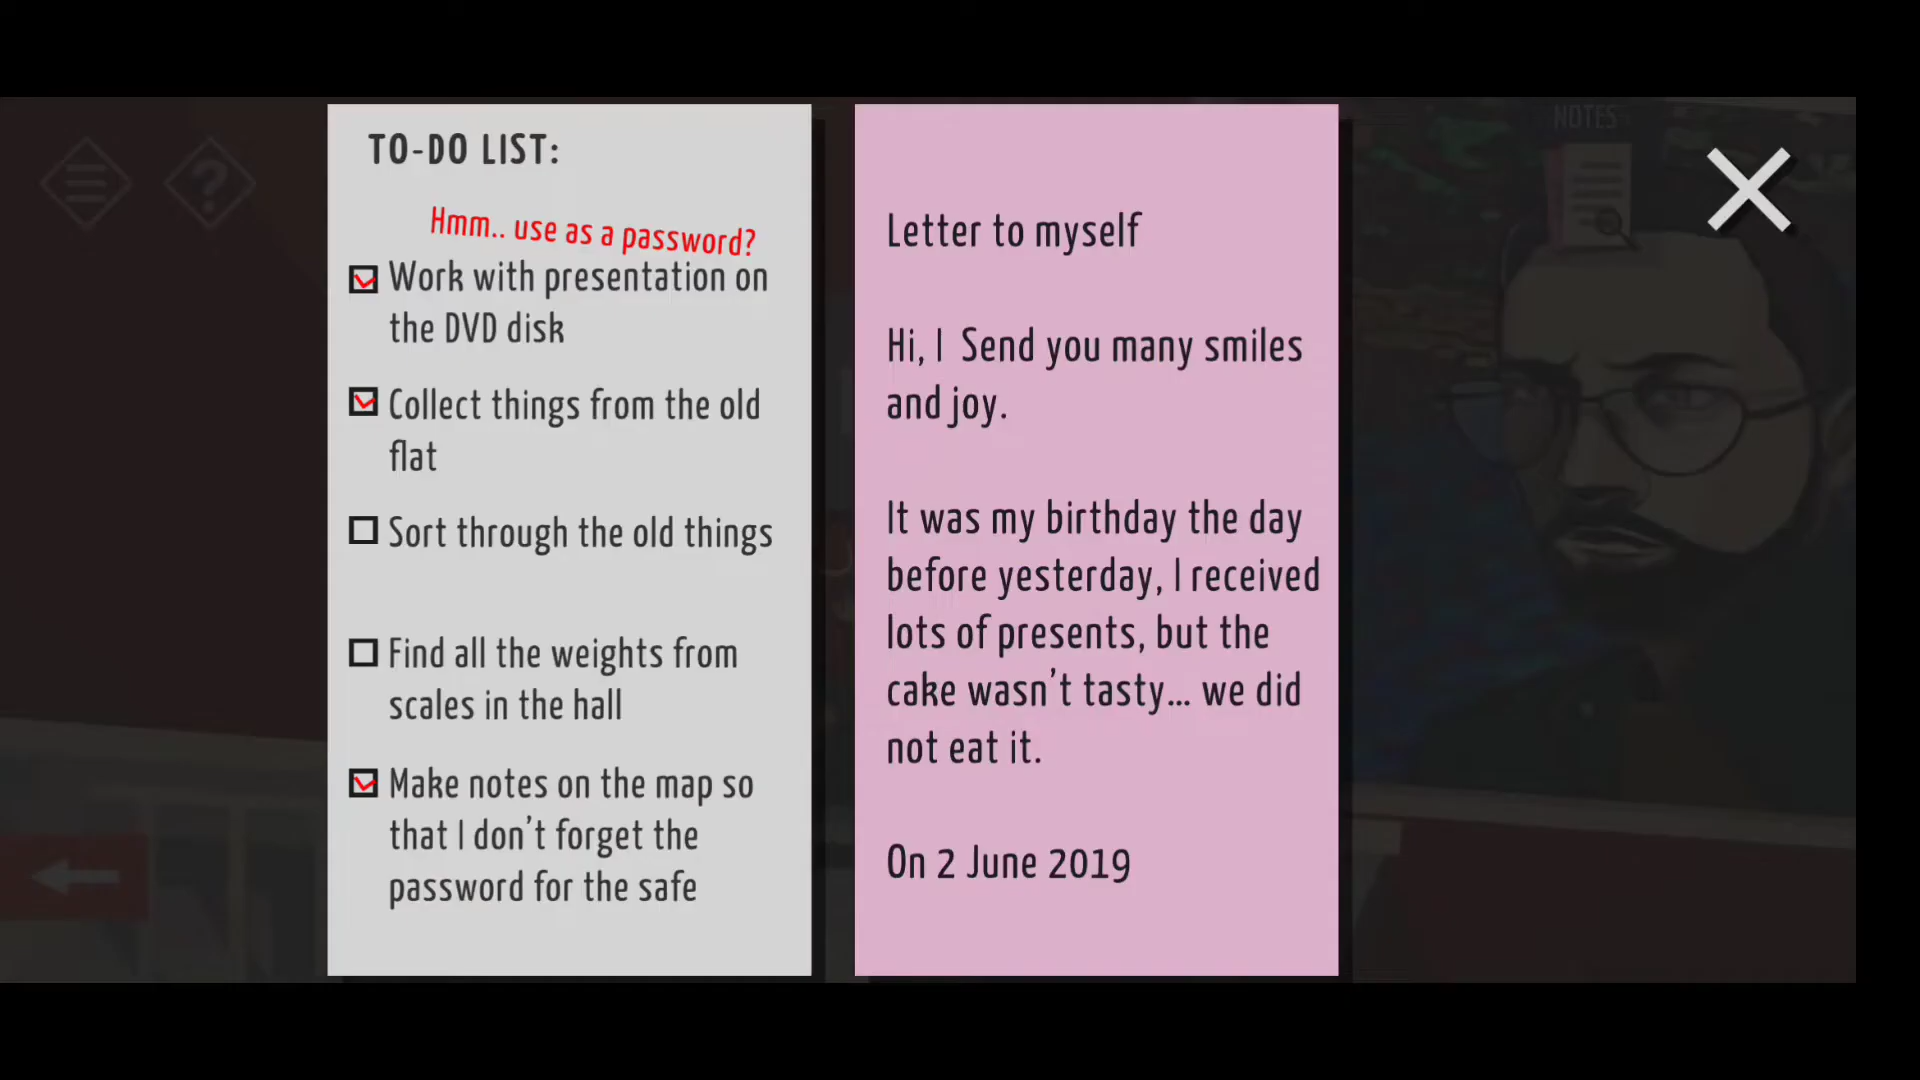 NOTES
TO-DO LIST:
Hmm.. use as a password?
Work with presentation on
the DVD disk
Collect things from the old
flat
Sort through the old things
Find all the weights from
scales in the hall
Make notes on the map so
that I don't forget the
password for the safe
Letter to myself
Hi, I  Send you many smiles
and joy.
It was my birthday the day
before yesterday, I received
lots of presents, but the
cake wasn't tasty... we did
not eat it.
On 2 June 2019